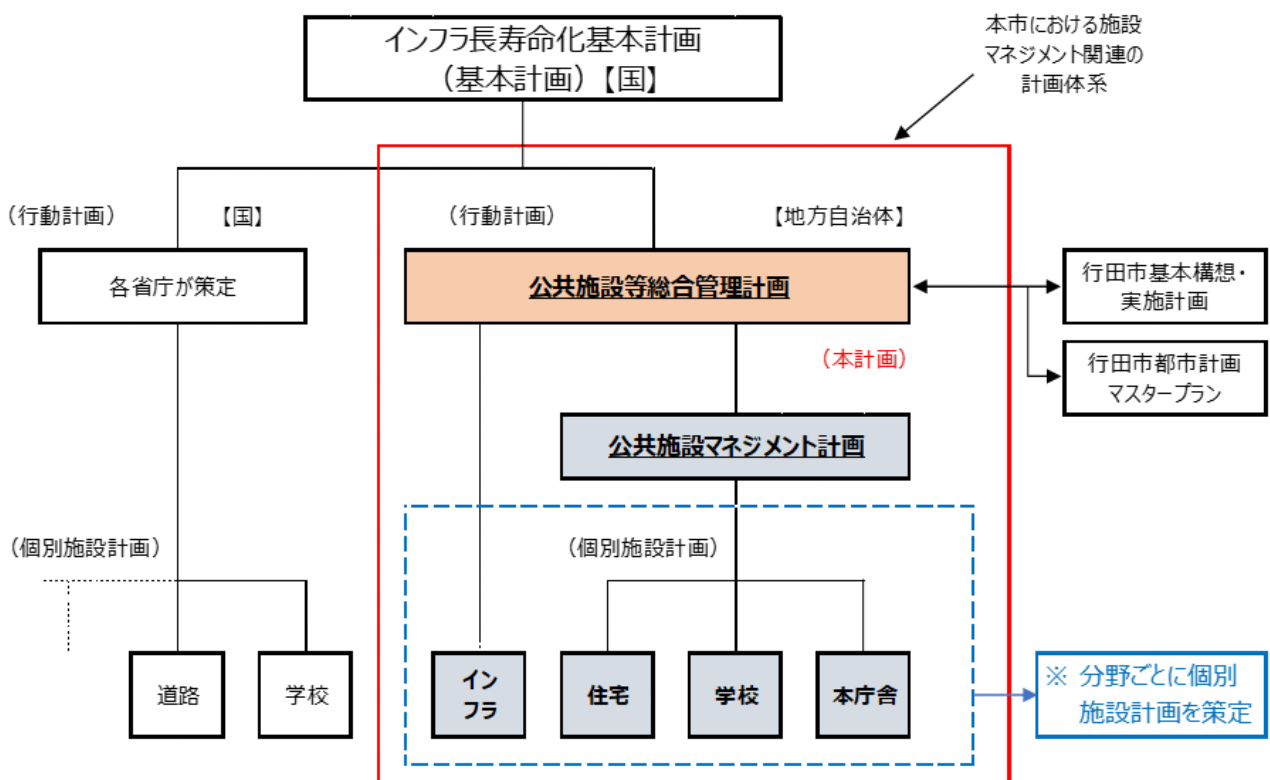 インフラ長寿命化基本計画
（基本計画）【国】
本市における施設
マネジメント関連の
計画体系
（行動計画）
【国】
（行動計画）
【地方自治体】
各省庁が策定
公共施設等総合管理計画
行田市基本構想・
実施計画
（本計画）
行田市都市計画
マスタープラン
公共施設マネジメント計画
（個別施設計画）
（個別施設計画）
道路
学校
イン
フラ
住宅
学校
本庁舎
※ 分野ごとに個別
施設計画を策定